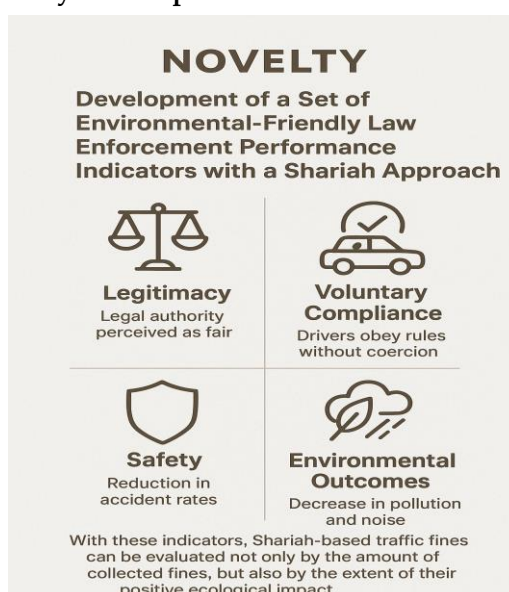 NOVELTY
Development of a Set of
Environmental-Friendly Law
Enforcement Performance
Indicators with a Shariah Approach
Legitimacy
Legal authority
perceived as fair
Voluntary
Compliance
Drivers obey rules
without coercion
Safety
Reduction in
accident rates
Environmental
Outcomes
Decrease in pollution
and noise
With these indicators, Shariah-based traffic fines
can be evaluated not only by the amount of
collected fines, but also by the extent of their
positive ecological impact